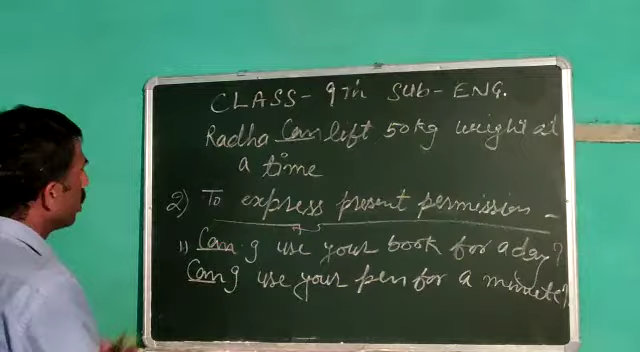 CLASS- 9Th SUB- ENG.
Radha Can lift 50kg weight at
a time
2) To express present permission -
1) Can I use your book for a day?
Can I use your pen for a minute?